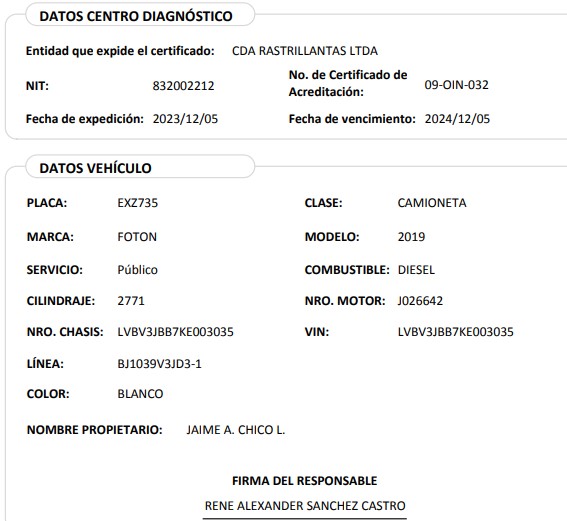 DATOS CENTRO DIAGNÓSTICO
Entidad que expide el certificado: CDA RASTRILLANTAS LTDA
NIT: 832002212 No. de Certificado de Acreditación: 09-OIN-032
Fecha de expedición: 2023/12/05 Fecha de vencimiento: 2024/12/05
DATOS VEHÍCULO
PLACA: EXZ735 CLASE: CAMIONETA
MARCA: FOTON MODELO: 2019
SERVICIO: Público COMBUSTIBLE: DIESEL
CILINDRAJE: 2771 NRO. MOTOR: J026642
NRO. CHASIS: LVBV3JBB7KE003035 VIN: LVBV3JBB7KE003035
LÍNEA: BJ1039V3JD3-1
COLOR: BLANCO
NOMBRE PROPIETARIO: JAIME A. CHICO L.
FIRMA DEL RESPONSABLE
RENE ALEXANDER SANCHEZ CASTRO